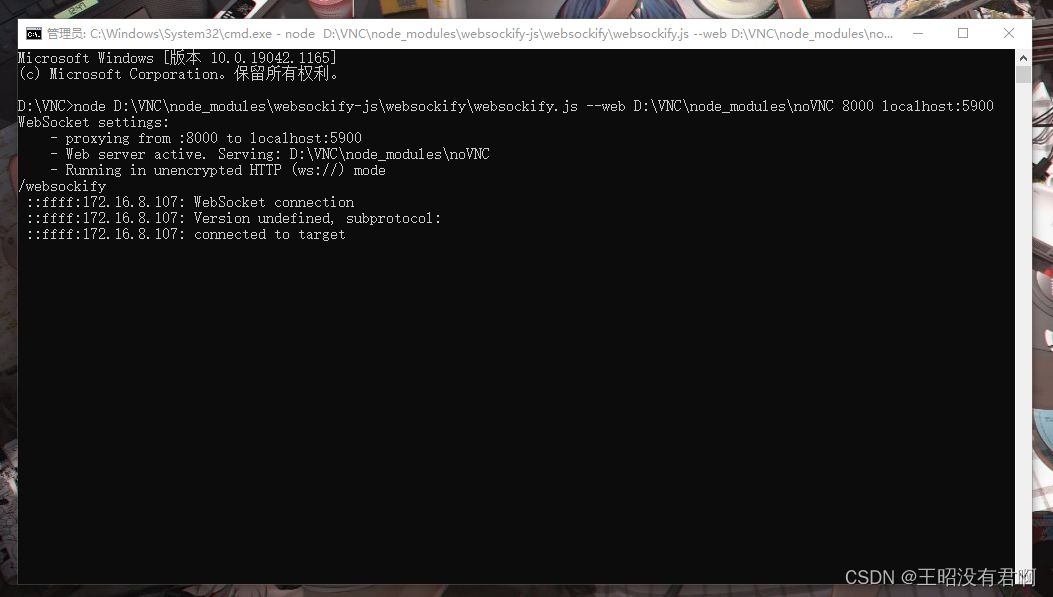 管理员: C:\Windows\System32\cmd.exe - node  D:\VNC\node_modules\websockify-js\websockify\websockify.js --web D:\VNC\node_modules\no...
Microsoft Windows [版本 10.0.19042.1165]
(c) Microsoft Corporation。保留所有权利。
D:\VNC>node D:\VNC\node_modules\websockify-js\websockify\websockify.js --web D:\VNC\node_modules\noVNC 8000 localhost:5900
WebSocket settings:
    - proxying from :8000 to localhost:5900
    - Web server active. Serving: D:\VNC\node_modules\noVNC
    - Running in unencrypted HTTP (ws://) mode
/websockify
 ::ffff:172.16.8.107: WebSocket connection
 ::ffff:172.16.8.107: Version undefined, subprotocol:
 ::ffff:172.16.8.107: connected to target
CSDN @王昭没有君啊